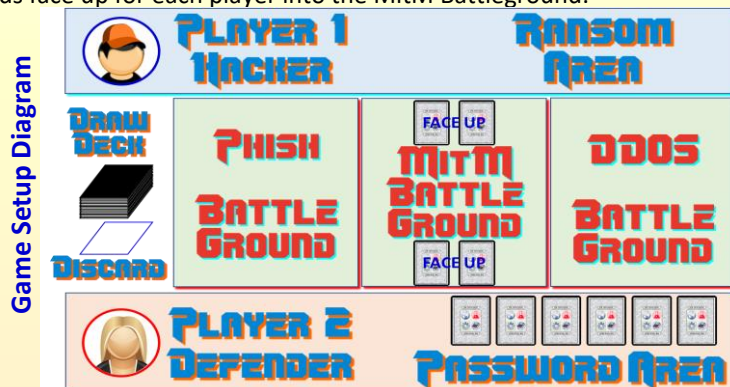 ds face up for each player into the MitM Battleground.
Game Setup Diagram
PLAYER 1
HACKER
RANSOM
AREA
DRAW
DECK
DISCARD
PHISH
BATTLE
GROUND
FACE UP
MITM
BATTLE
GROUND
FACE UP
DDOS
BATTLE
GROUND
PLAYER 2
DEFENDER
PASSWORD AREA